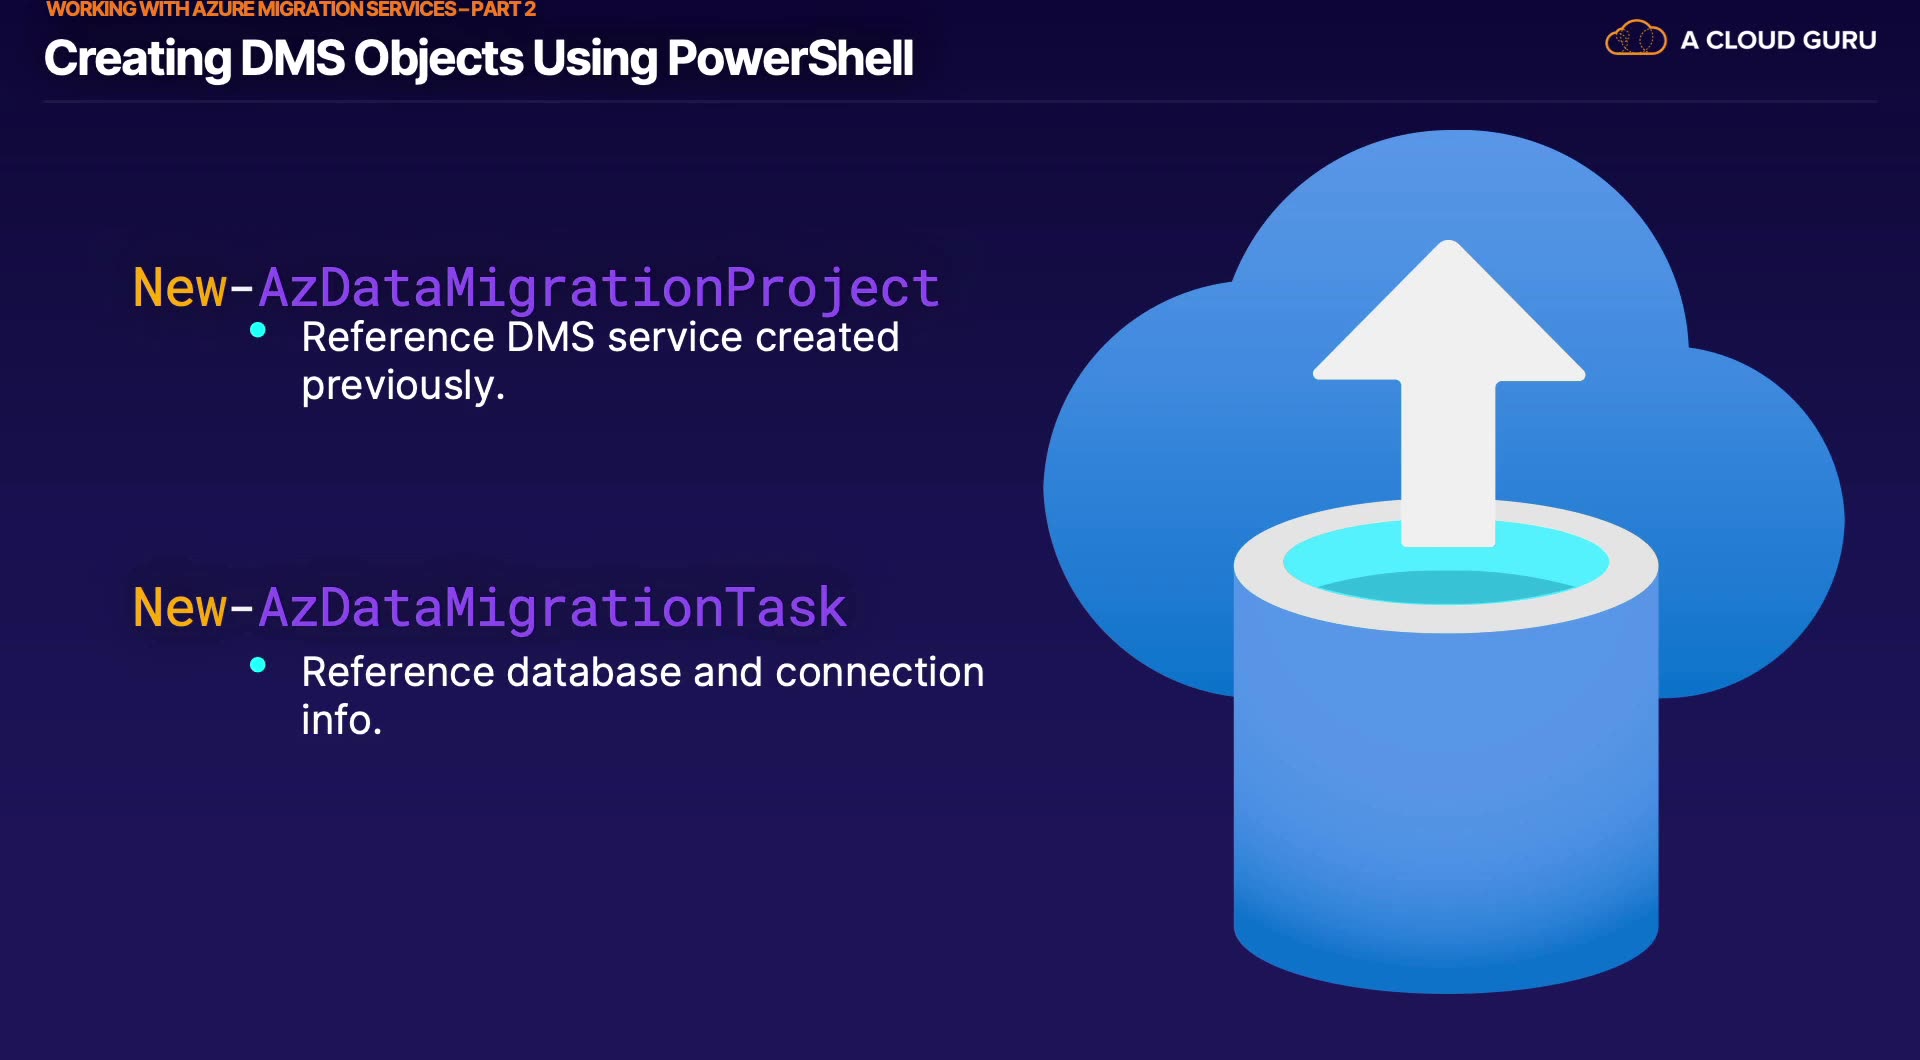 WORKING WITH AZURE MIGRATION SERVICES – PART 2
Creating DMS Objects Using PowerShell
A CLOUD GURU
New-AzDataMigrationProject
Reference DMS service created
previously.
New-AzDataMigrationTask
Reference database and connection
info.